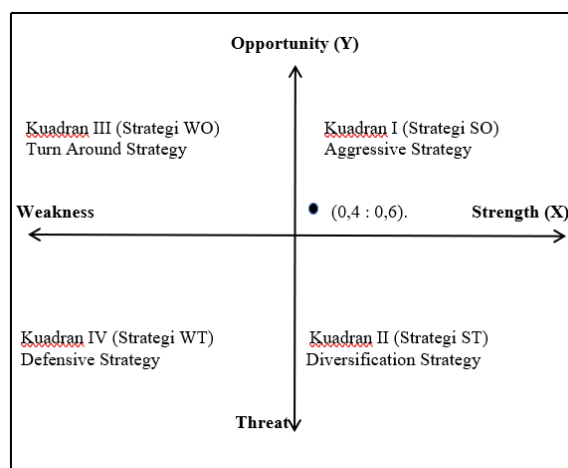 Opportunity (Y)
Kuadran III (Strategi WO)
Turn Around Strategy
Kuadran I (Strategi SO)
Aggressive Strategy
Weakness
(0,4 : 0,6).
Strength (X)
Kuadran IV (Strategi WT)
Defensive Strategy
Kuadran II (Strategi ST)
Diversification Strategy
Threat